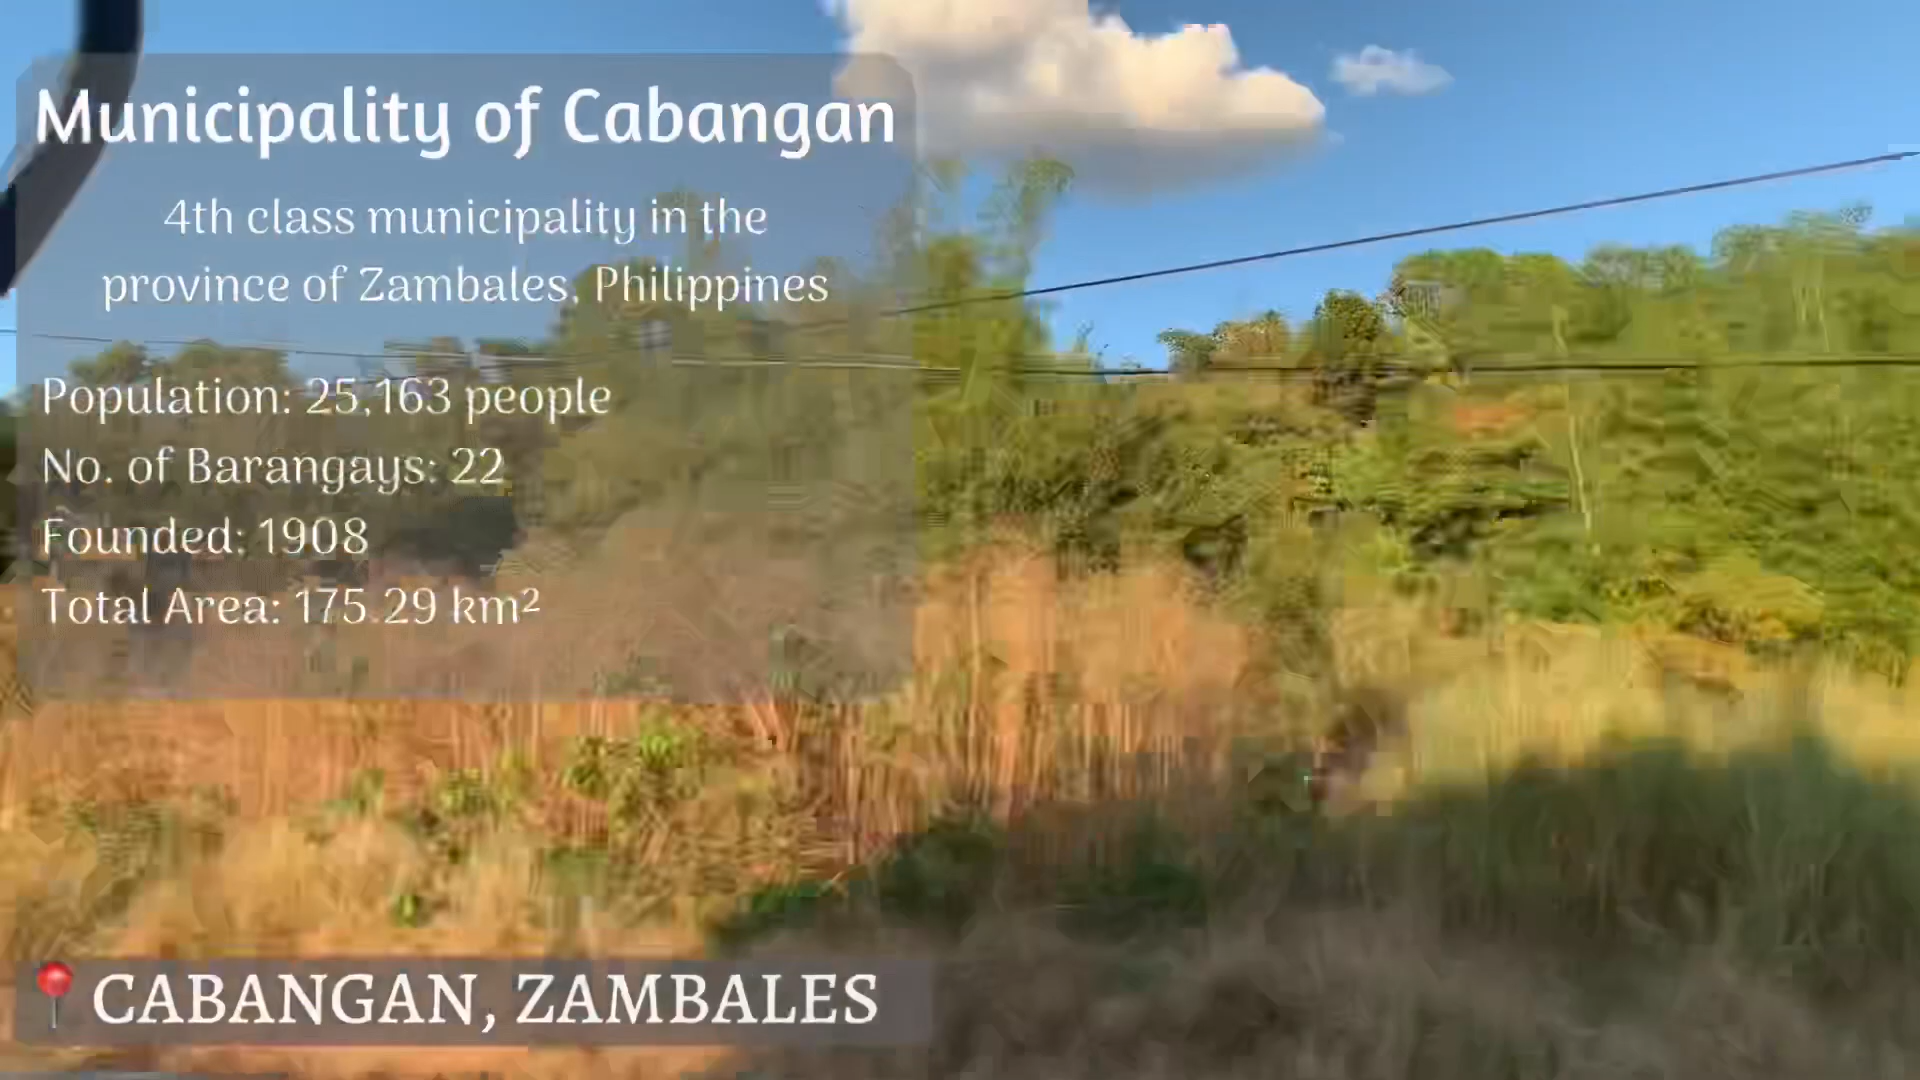 Municipality of Cabangan
4th class municipality in the
province of Zambales, Philippines
Population: 25,163 people
No. of Barangays: 22
Founded: 1908
Total Area: 175.29 km²
CABANGAN, ZAMBALES